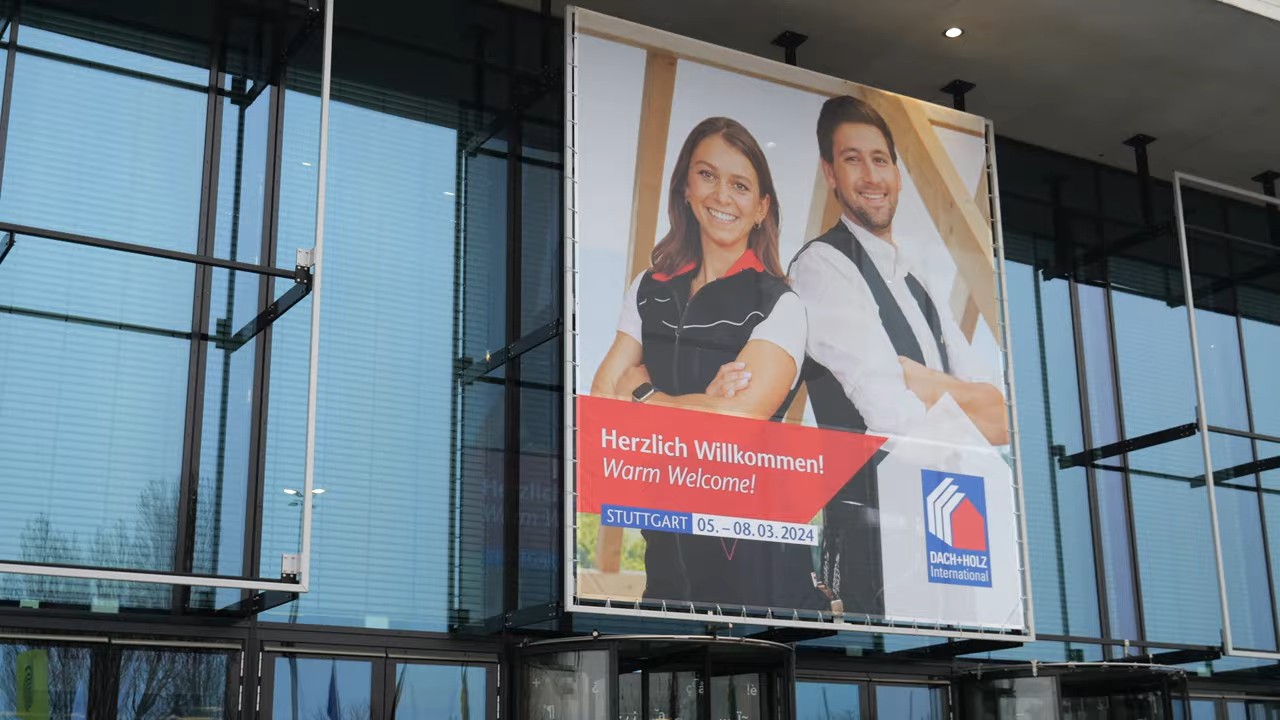 Herzlich Willkommen!
Warm Welcome!
STUTTGART 05. – 08. 03. 2024
DACH+HOLZ
International